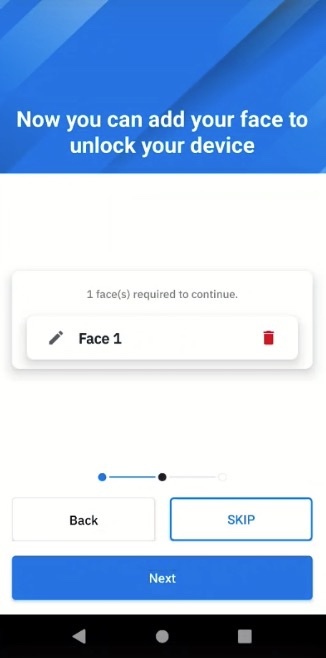 Now you can add your face to
unlock your device
1 face(s) required to continue.
Face 1
Back
SKIP
Next